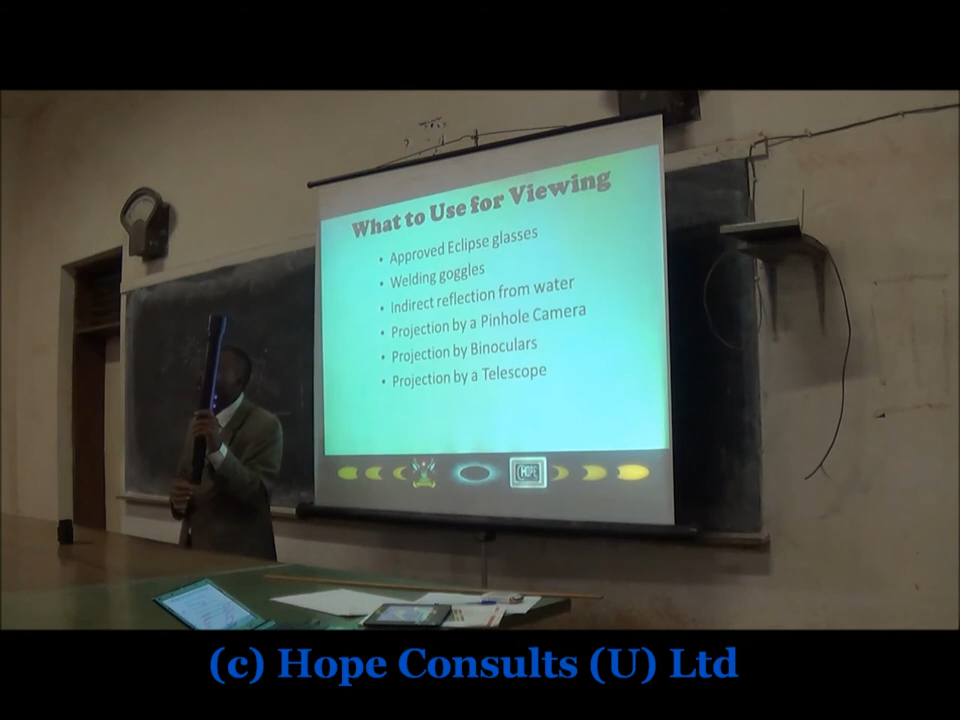 What to Use for Viewing
• Approved Eclipse glasses
• Welding goggles
• Indirect reflection from water
• Projection by a Pinhole Camera
• Projection by Binoculars
• Projection by a Telescope
HOPE
(c) Hope Consults (U) Ltd